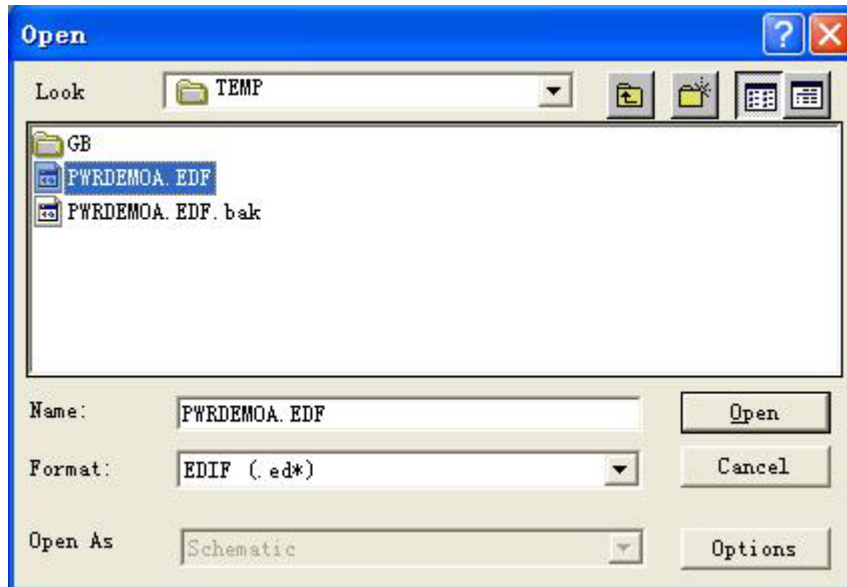 Open
Look TEMP
GB
PWRDEMOA.EDF
PWRDEMOA.EDF.bak
Name: PWRDEMOA.EDF Open
Format: EDIF (.ed*) Cancel
Open As Schematic Options